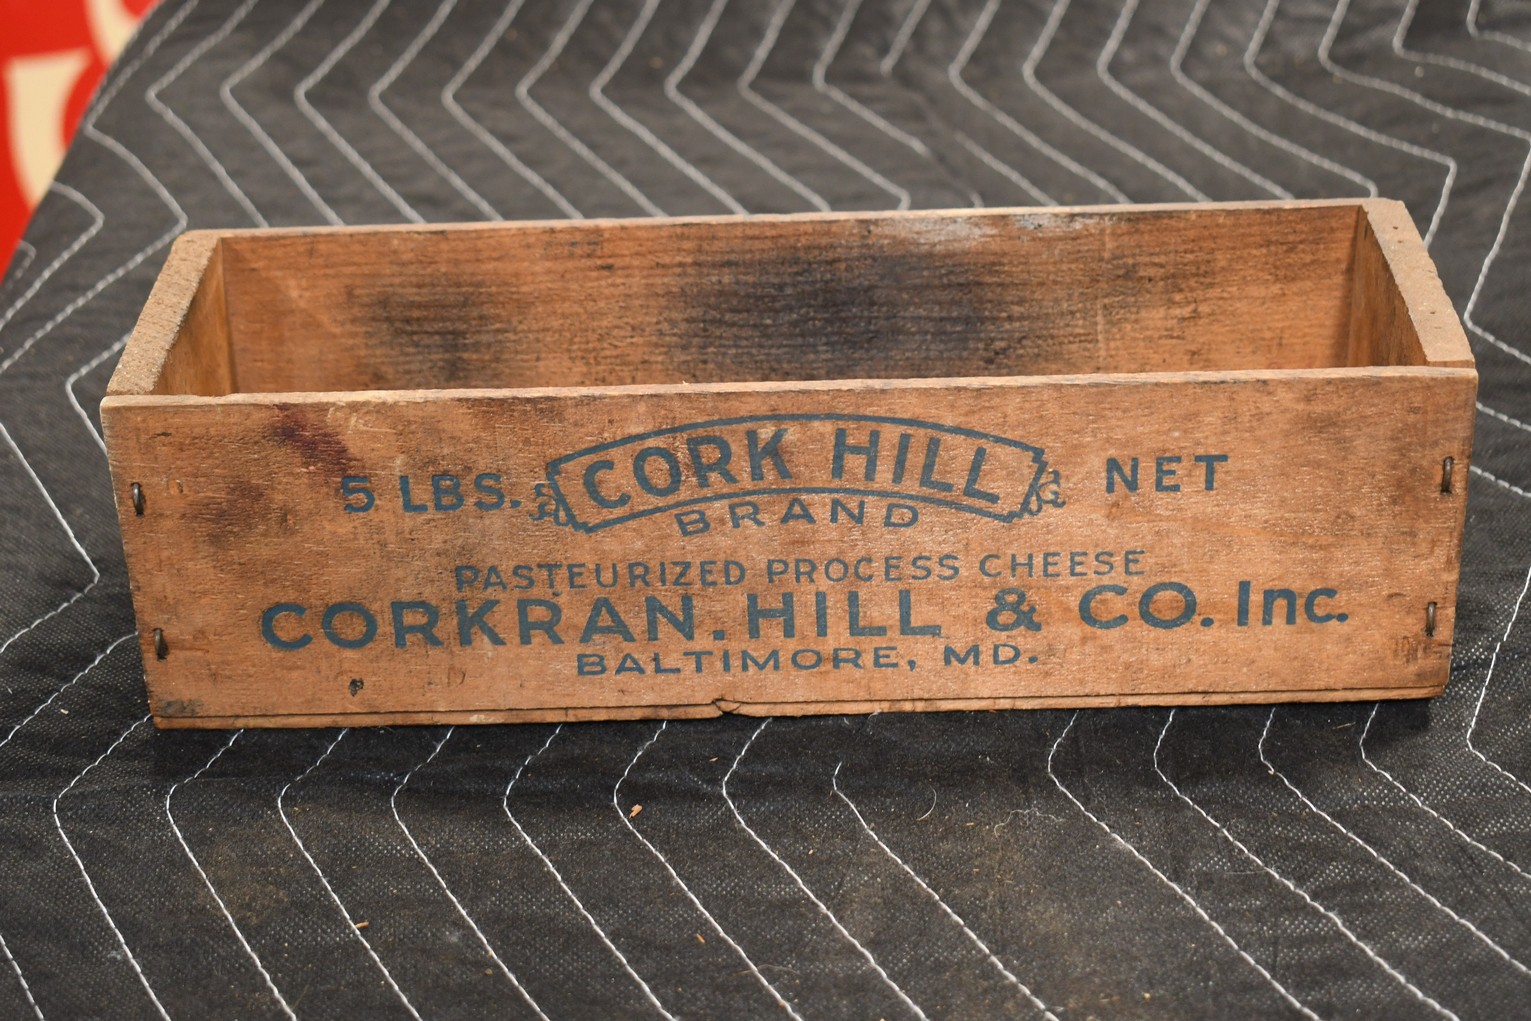 5 LBS. CORK HILL NET
BRAND
PASTEURIZED PROCESS CHEESE
CORKRAN. HILL & CO. Inc.
BALTIMORE, MD.